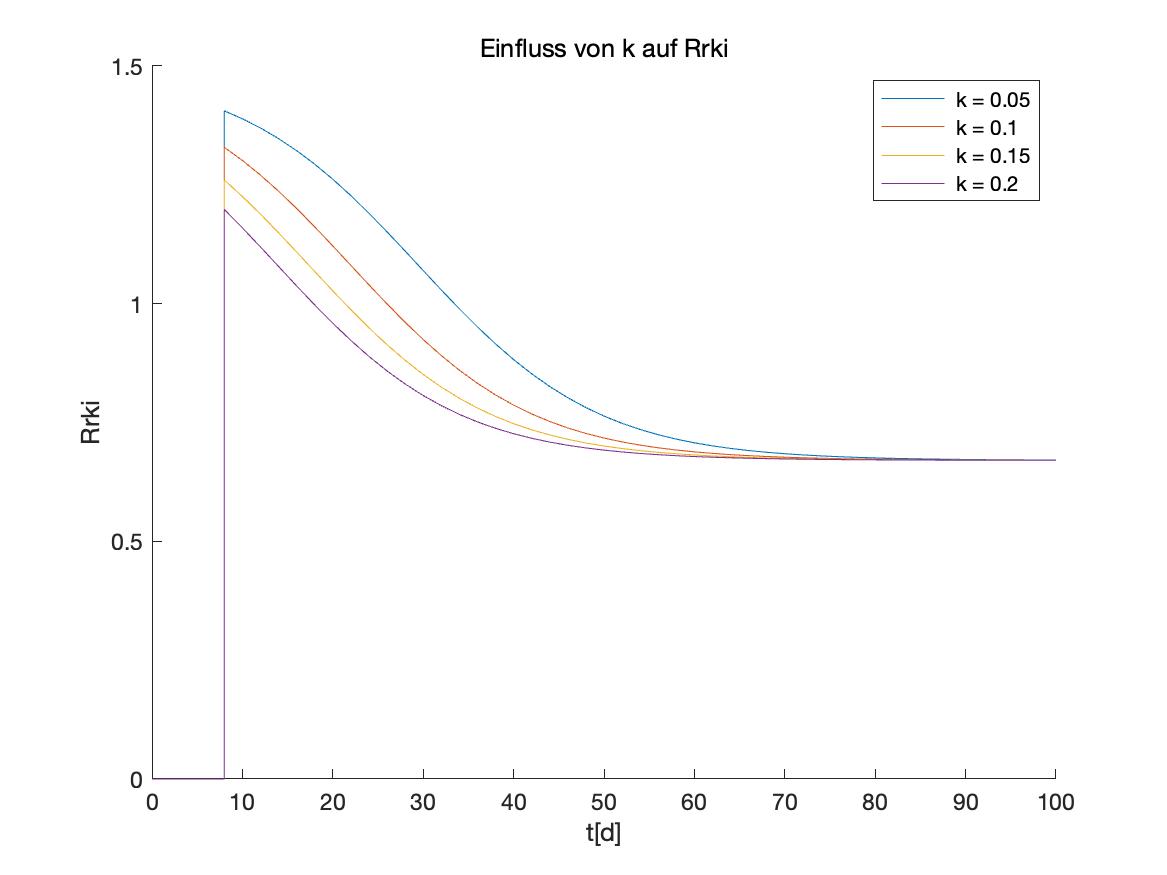 Einfluss von k auf Rrki
1.5
k = 0.05
k = 0.1
k = 0.15
k = 0.2
1
Rrki
0.5
0
0 10 20 30 40 50 60 70 80 90 100
t[d]